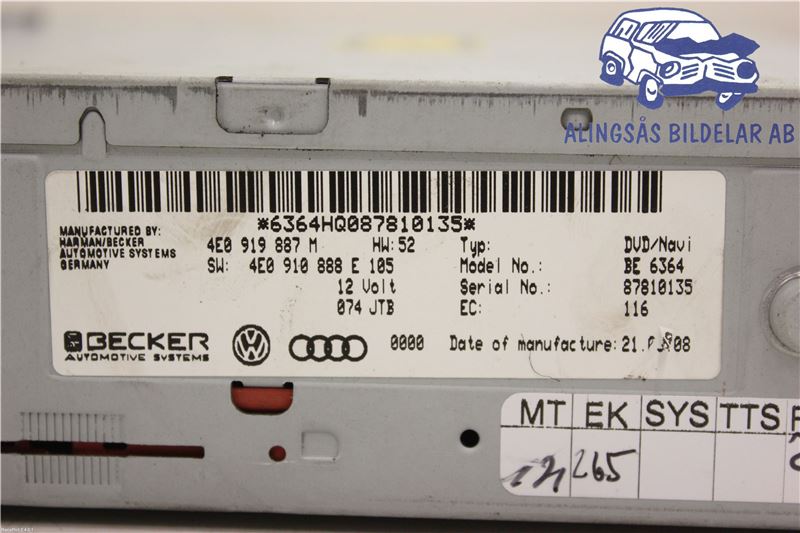 ALINGSÅS BILDELAR AB
*6364HQ087810135*
MANUFACTURED BY:
HARMAN/BECKER
AUTOMOTIVE SYSTEMS
GERMANY
4E0 919 887 M HW:52
SW: 4E0 910 888 E 105
12 Volt
074 JTB
Typ: DVD/Navi
Model No.: BE 6364
Serial No.: 87810135
EC: 116
BECKER
AUTOMOTIVE SYSTEMS
0000 Date of manufacture:
MT EK SYS TTS
265